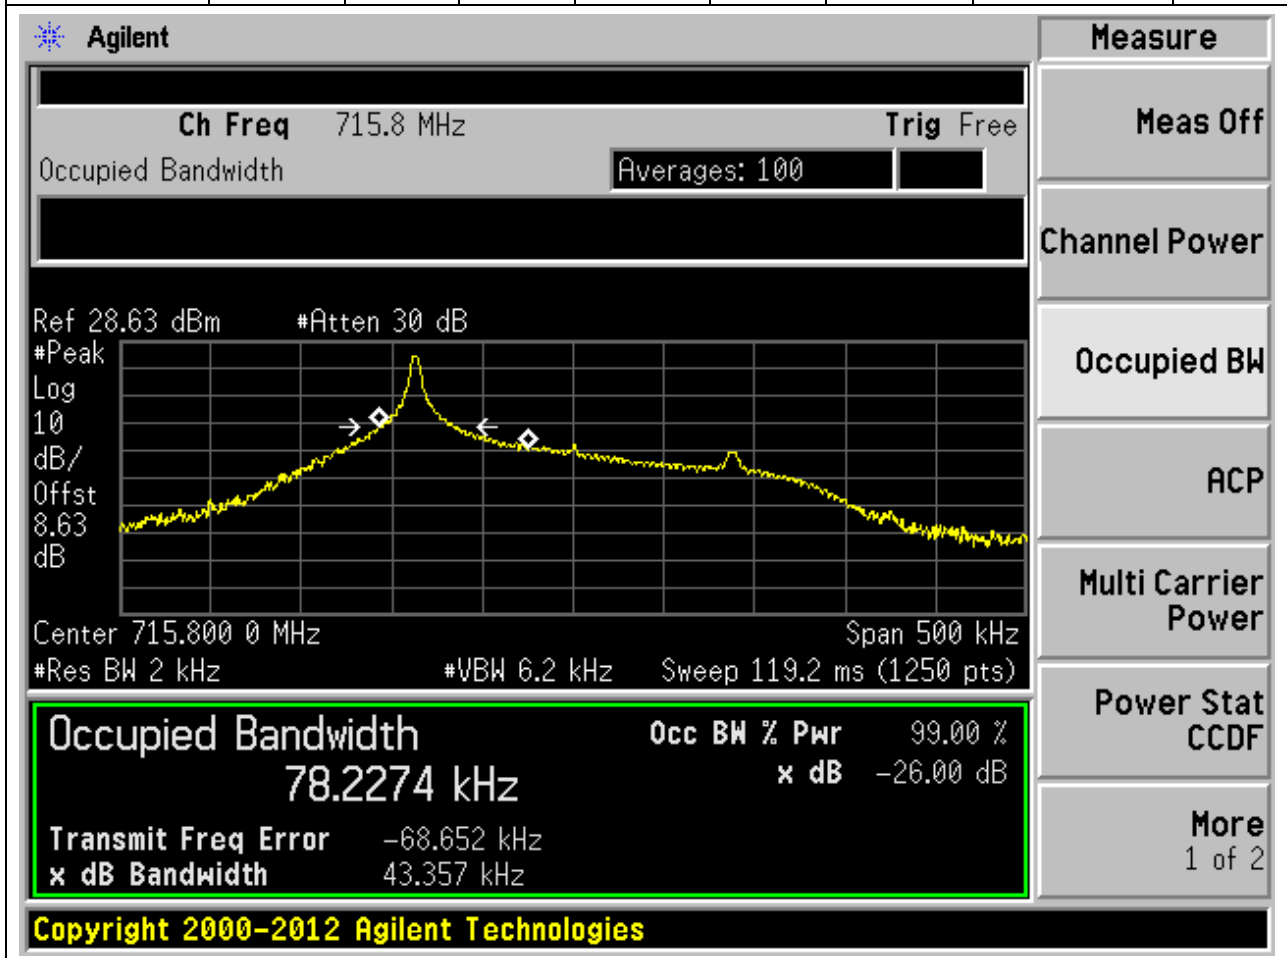 Agilent
Measure
Ch Freq 715.8 MHz Trig Free
Meas Off
Occupied Bandwidth Averages: 100
Channel Power
Ref 28.63 dBm #Atten 30 dB
#Peak
Log
10
dB/
Offst
8.63
dB
Occupied BW
ACP
Multi Carrier
Power
Center 715.800 0 MHz Span 500 kHz
#Res BW 2 kHz #VBW 6.2 kHz Sweep 119.2 ms (1250 pts)
Power Stat
CCDF
Occupied Bandwidth Occ BW % Pwr 99.00 %
78.2274 kHz x dB -26.00 dB
Transmit Freq Error -68.652 kHz
x dB Bandwidth 43.357 kHz
More
1 of 2
Copyright 2000-2012 Agilent Technologies